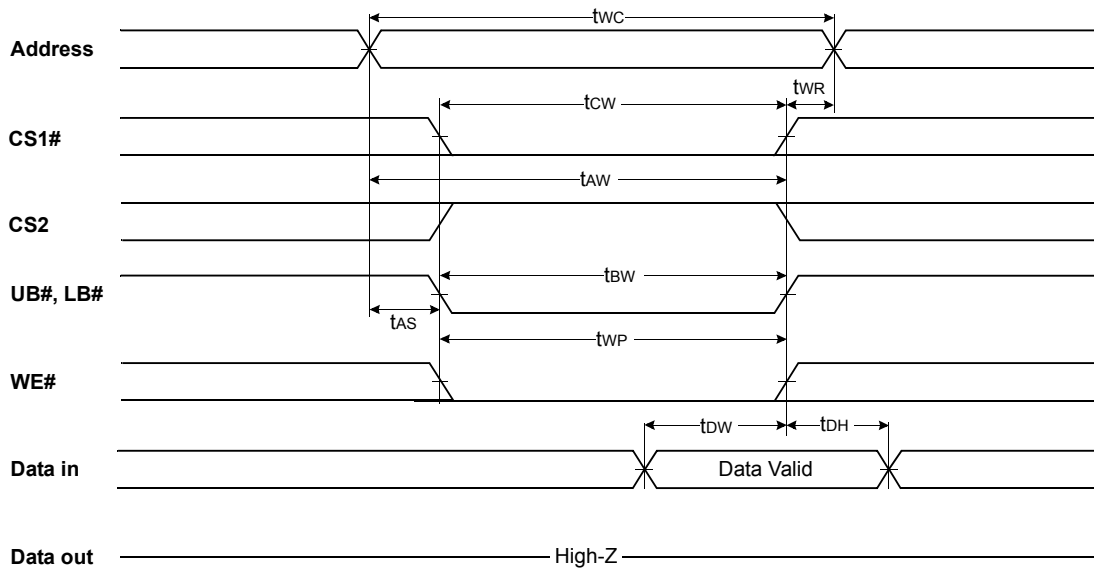 tWC
Address
tWR
tCW
CS1#
tAW
CS2
tBW
UB#, LB#
tAS
tWP
WE#
tDW
tDH
Data in
Data Valid
Data out
High-Z